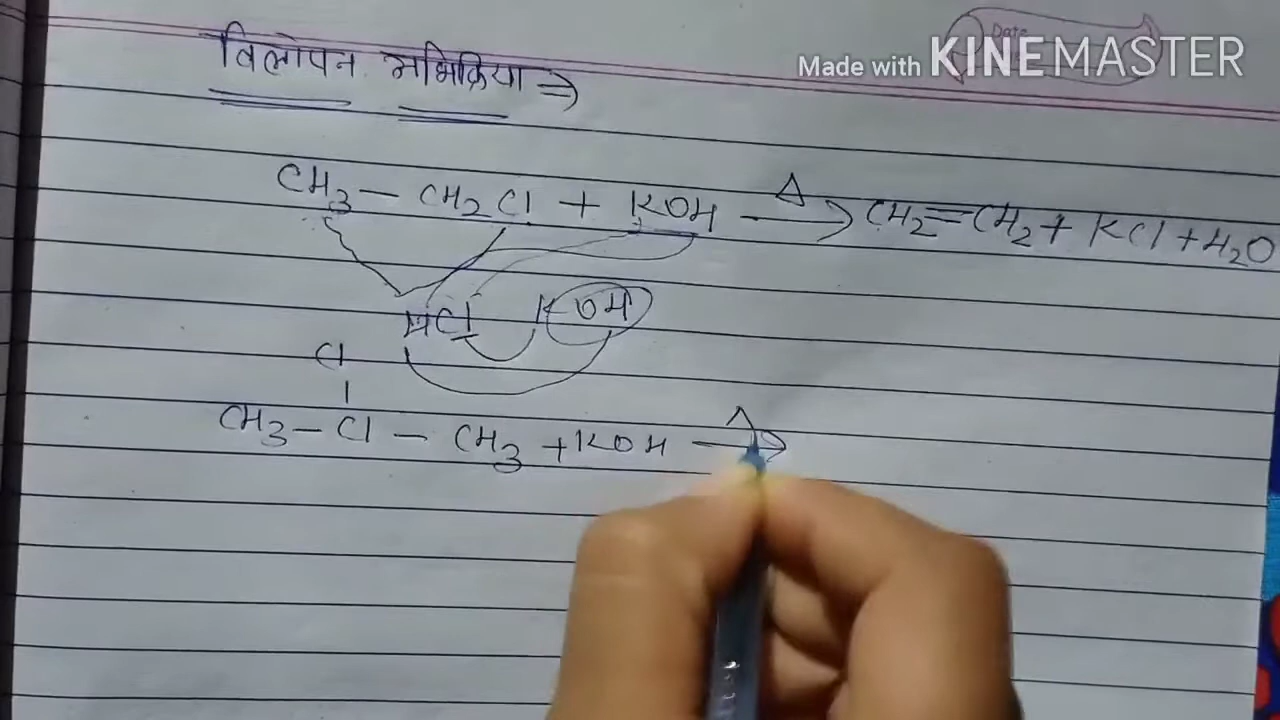 Date
Made with KINEMASTER
विलोपन अभिक्रिया ⇒
CH3 – CH2Cl + KOH —Δ→ CH2=CH2 + KCl + H2O
HCl KOH
Cl
|
CH3 – Cl – CH3 + KOH —Δ→